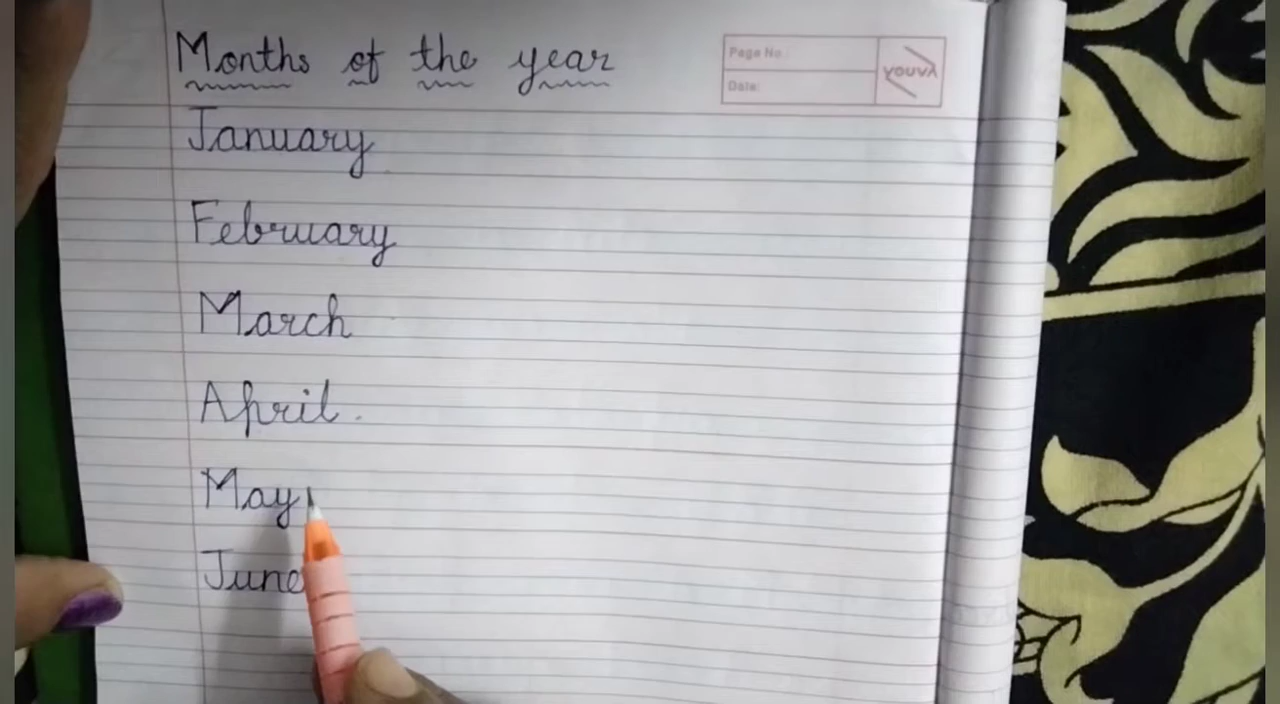 Months of the year
Page No.:
Date:
YOUVA
January
February
March
April.
May
June